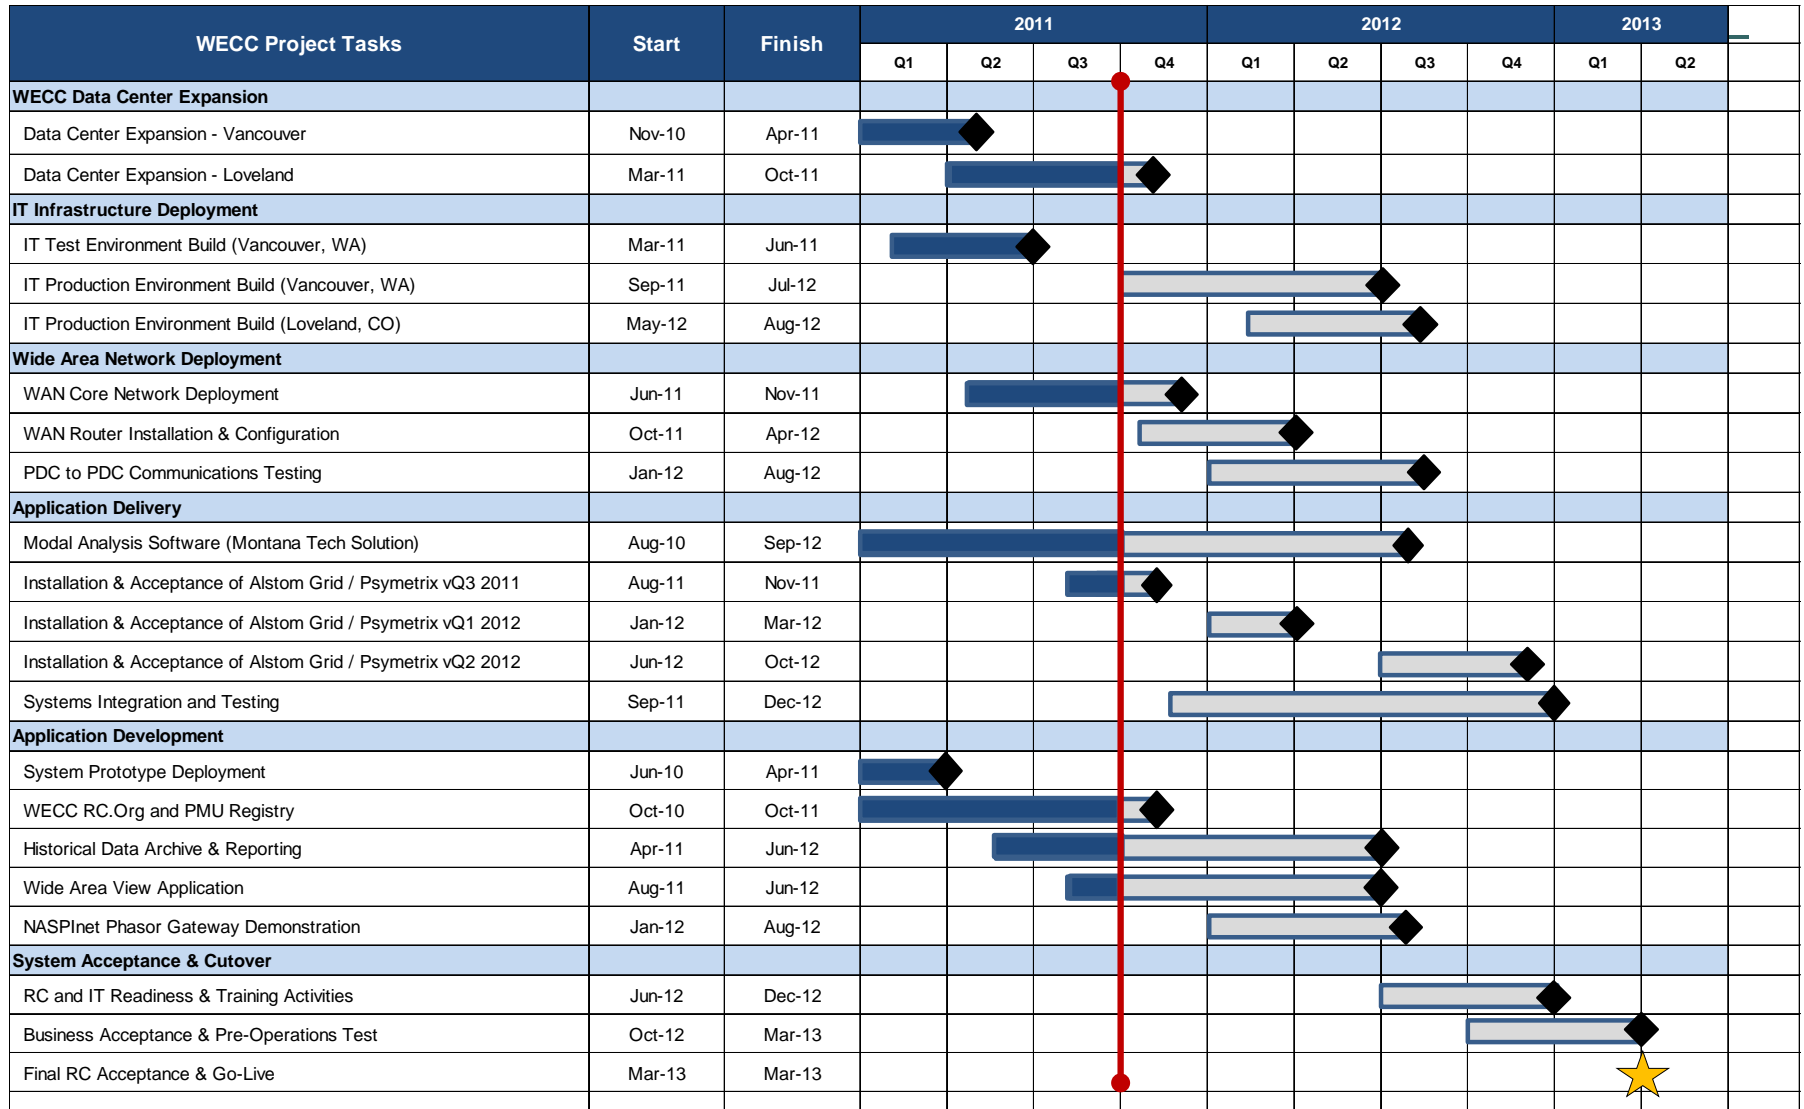 WECC Project Tasks Start Finish 2011 2012 2013
Q1 Q2 Q3 Q4 Q1 Q2 Q3 Q4 Q1 Q2
WECC Data Center Expansion
Data Center Expansion - Vancouver Nov-10 Apr-11
Data Center Expansion - Loveland Mar-11 Oct-11
IT Infrastructure Deployment
IT Test Environment Build (Vancouver, WA) Mar-11 Jun-11
IT Production Environment Build (Vancouver, WA) Sep-11 Jul-12
IT Production Environment Build (Loveland, CO) May-12 Aug-12
Wide Area Network Deployment
WAN Core Network Deployment Jun-11 Nov-11
WAN Router Installation & Configuration Oct-11 Apr-12
PDC to PDC Communications Testing Jan-12 Aug-12
Application Delivery
Modal Analysis Software (Montana Tech Solution) Aug-10 Sep-12
Installation & Acceptance of Alstom Grid / Psymetrix vQ3 2011 Aug-11 Nov-11
Installation & Acceptance of Alstom Grid / Psymetrix vQ1 2012 Jan-12 Mar-12
Installation & Acceptance of Alstom Grid / Psymetrix vQ2 2012 Jun-12 Oct-12
Systems Integration and Testing Sep-11 Dec-12
Application Development
System Prototype Deployment Jun-10 Apr-11
WECC RC.Org and PMU Registry Oct-10 Oct-11
Historical Data Archive & Reporting Apr-11 Jun-12
Wide Area View Application Aug-11 Jun-12
NASPInet Phasor Gateway Demonstration Jan-12 Aug-12
System Acceptance & Cutover
RC and IT Readiness & Training Activities Jun-12 Dec-12
Business Acceptance & Pre-Operations Test Oct-12 Mar-13
Final RC Acceptance & Go-Live Mar-13 Mar-13